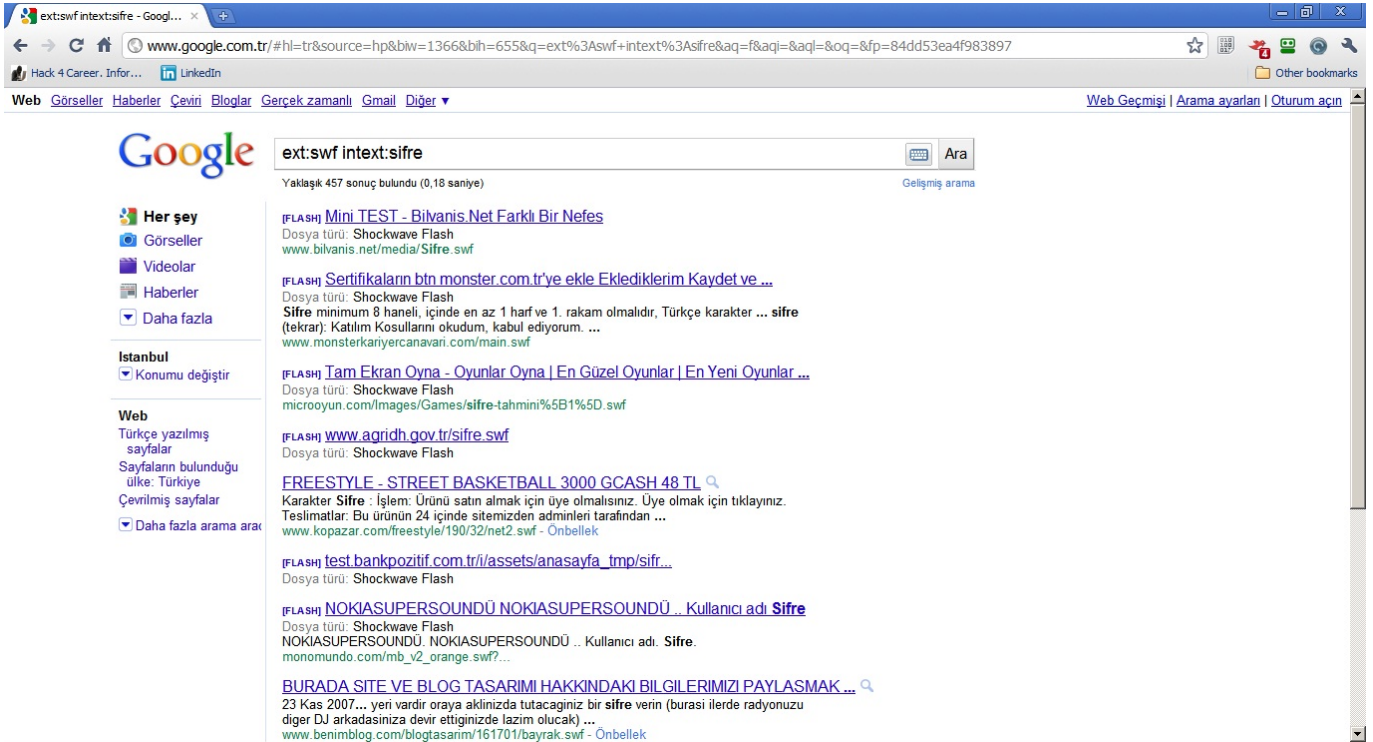 ext:swf intext:sifre - Googl...
www.google.com.tr/#hl=tr&source=hp&biw=1366&bih=655&q=ext%3Aswf+intext%3Asifre&aq=f&aqi=&aql=&oq=&fp=84dd53ea4f983897
4
Hack 4 Career. Infor... LinkedIn Other bookmarks
Web Görseller Haberler Çeviri Bloglar Gerçek zamanlı Gmail Diğer ▼ Web Geçmişi | Arama ayarları | Oturum açın
Google
ext:swf intext:sifre Ara
Yaklaşık 457 sonuç bulundu (0,18 saniye) Gelişmiş arama
Her şey
Görseller
Videolar
Haberler
Daha fazla
Istanbul
Konumu değiştir
Web
Türkçe yazılmış
sayfalar
Sayfaların bulunduğu
ülke: Türkiye
Çevrilmiş sayfalar
Daha fazla arama arac
[FLASH] Mini TEST - Bilvanis.Net Farklı Bir Nefes
Dosya türü: Shockwave Flash
www.bilvanis.net/media/Sifre.swf
[FLASH] Sertifikaların btn monster.com.tr'ye ekle Eklediklerim Kaydet ve ...
Dosya türü: Shockwave Flash
Sifre minimum 8 haneli, içinde en az 1 harf ve 1. rakam olmalıdır, Türkçe karakter ... sifre
(tekrar): Katilim Kosullarını okudum, kabul ediyorum. ...
www.monsterkariyercanavari.com/main.swf
[FLASH] Tam Ekran Oyna - Oyunlar Oyna | En Güzel Oyunlar | En Yeni Oyunlar ...
Dosya türü: Shockwave Flash
microoyun.com/Images/Games/sifre-tahmini%5B1%5D.swf
[FLASH] www.agridh.gov.tr/sifre.swf
Dosya türü: Shockwave Flash
FREESTYLE - STREET BASKETBALL 3000 GCASH 48 TL
Karakter Sifre : İşlem: Ürünü satın almak için üye olmalısınız. Üye olmak için tıklayınız.
Teslimatlar: Bu ürünün 24 içinde sitemizden adminleri tarafından ...
www.kopazar.com/freestyle/190/32/net2.swf - Önbellek
[FLASH] test.bankpozitif.com.tr/i/assets/anasayfa_tmp/sifr...
Dosya türü: Shockwave Flash
[FLASH] NOKIASUPERSOUNDÜ NOKIASUPERSOUNDÜ .. Kullanıcı adı Sifre
Dosya türü: Shockwave Flash
NOKIASUPERSOUNDÜ. NOKIASUPERSOUNDÜ .. Kullanıcı adı. Sifre.
monomundo.com/mb_v2_orange.swf?...
BURADA SITE VE BLOG TASARIMI HAKKINDAKI BILGILERIMIZI PAYLASMAK ...
23 Kas 2007... yeri vardir oraya aklinizda tutacaginiz bir sifre verin (burasi ilerde radyonuzu
diger DJ arkadasiniza devir ettiginizde lazim olucak) ...
www.benimblog.com/blogtasarim/161701/bayrak.swf - Önbellek